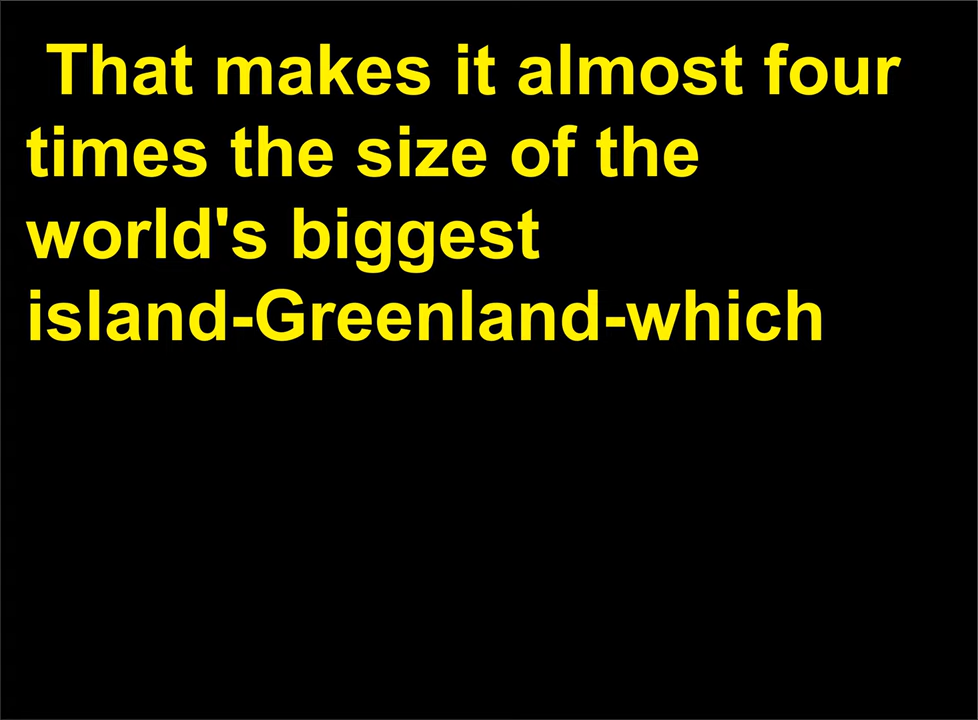 That makes it almost four
times the size of the
world's biggest
island-Greenland-which